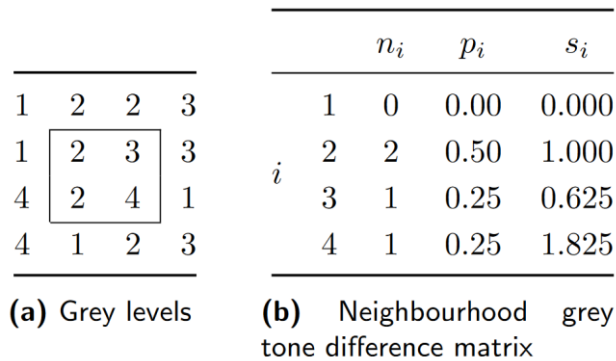 1 2 2 3
1 2 3 3
4 2 4 1
4 1 2 3
(a) Grey levels
n_i p_i s_i
i
1 0 0.00 0.000
2 2 0.50 1.000
3 1 0.25 0.625
4 1 0.25 1.825
(b) Neighbourhood grey
tone difference matrix